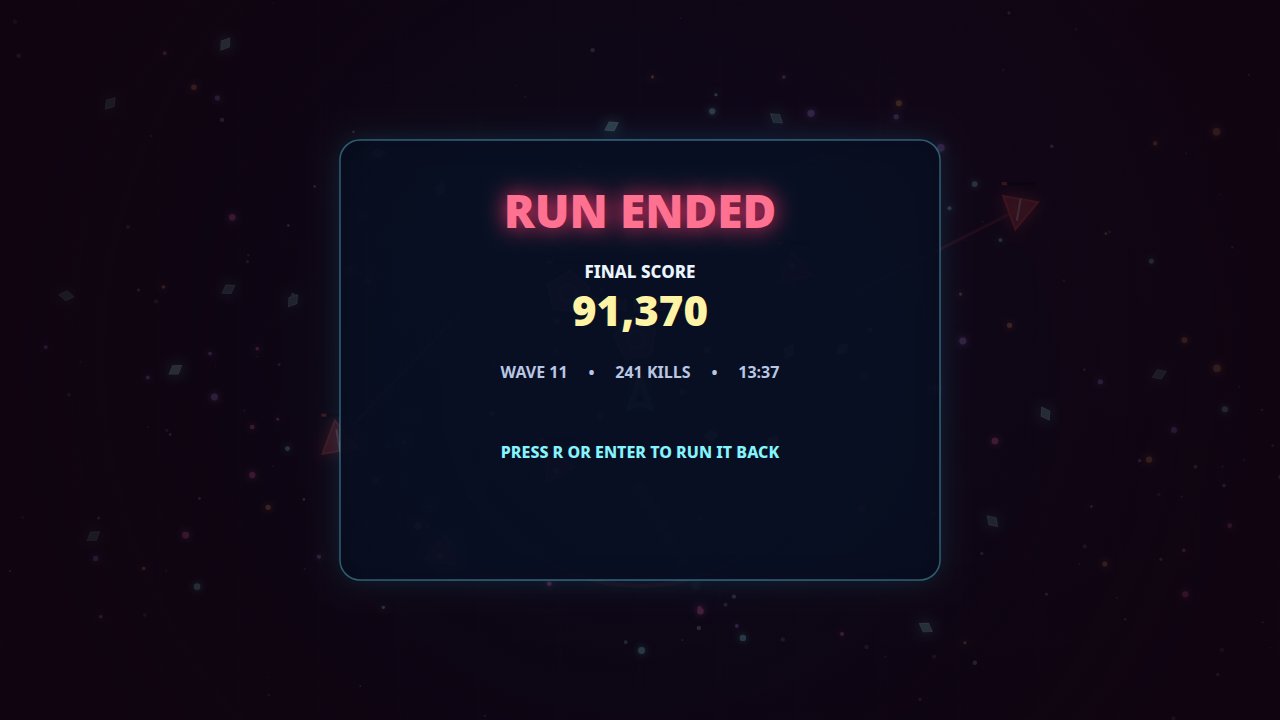 RUN ENDED
FINAL SCORE
91,370
WAVE 11 • 241 KILLS • 13:37
PRESS R OR ENTER TO RUN IT BACK